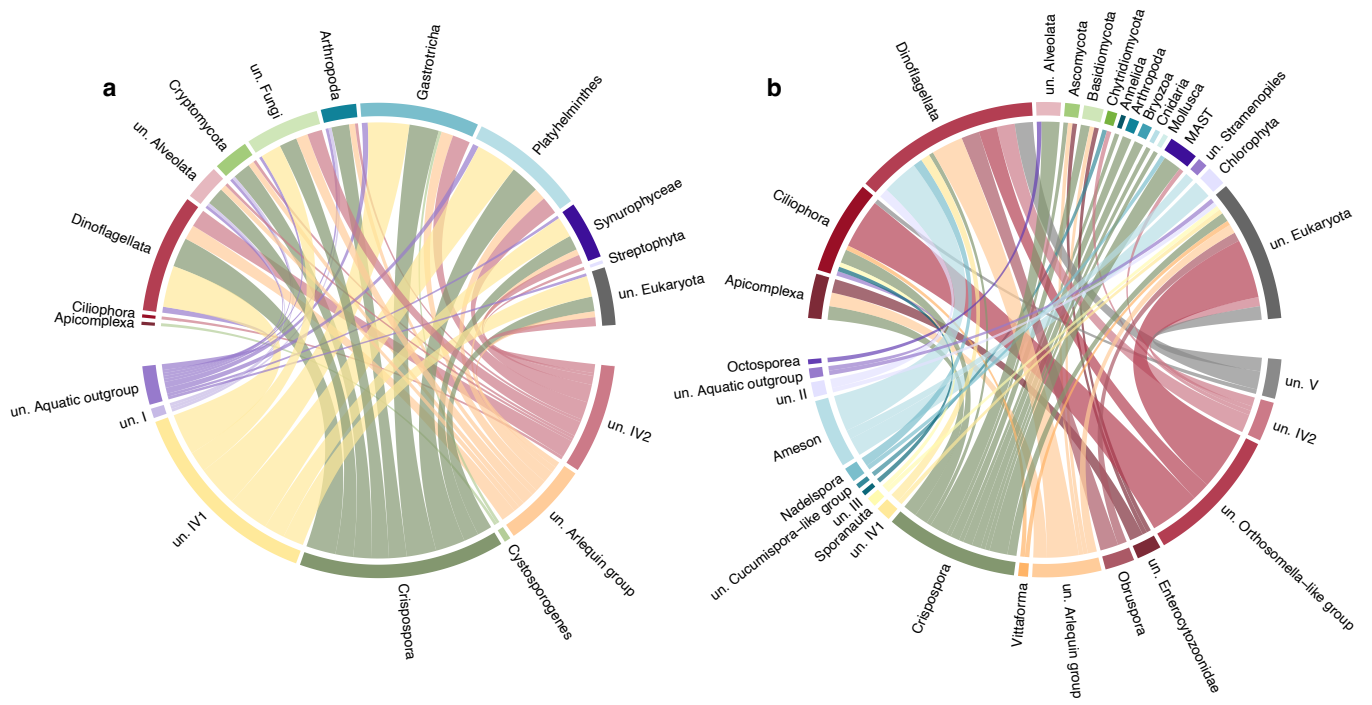 a
Apicomplexa
Ciliophora
Dinoflagellata
un. Alveolata
Cryptomycota
un. Fungi
Arthropoda
Gastrotricha
Platyhelminthes
Synurophyceae
Streptophyta
un. Eukaryota
un. IV2
un. Arlequin group
Cystosporogenes
Crispospora
un. IV1
un. I
un. Aquatic outgroup
b
Apicomplexa
Ciliophora
Dinoflagellata
un. Alveolata
Ascomycota
Basidiomycota
Chytridiomycota
Annelida
Arthropoda
Bryozoa
Cnidaria
Mollusca
MAST
un. Stramenopiles
Chlorophyta
un. Eukaryota
un. V
un. IV2
un. Orthosomella–like group
un. Enterocytozoonidae
Obruspora
un. Arlequin group
Vittaforma
Crispospora
un. IV1
Sporanauta
un. III
un. Cucumispora–like group
Nadelspora
Ameson
un. II
un. Aquatic outgroup
Octosporea